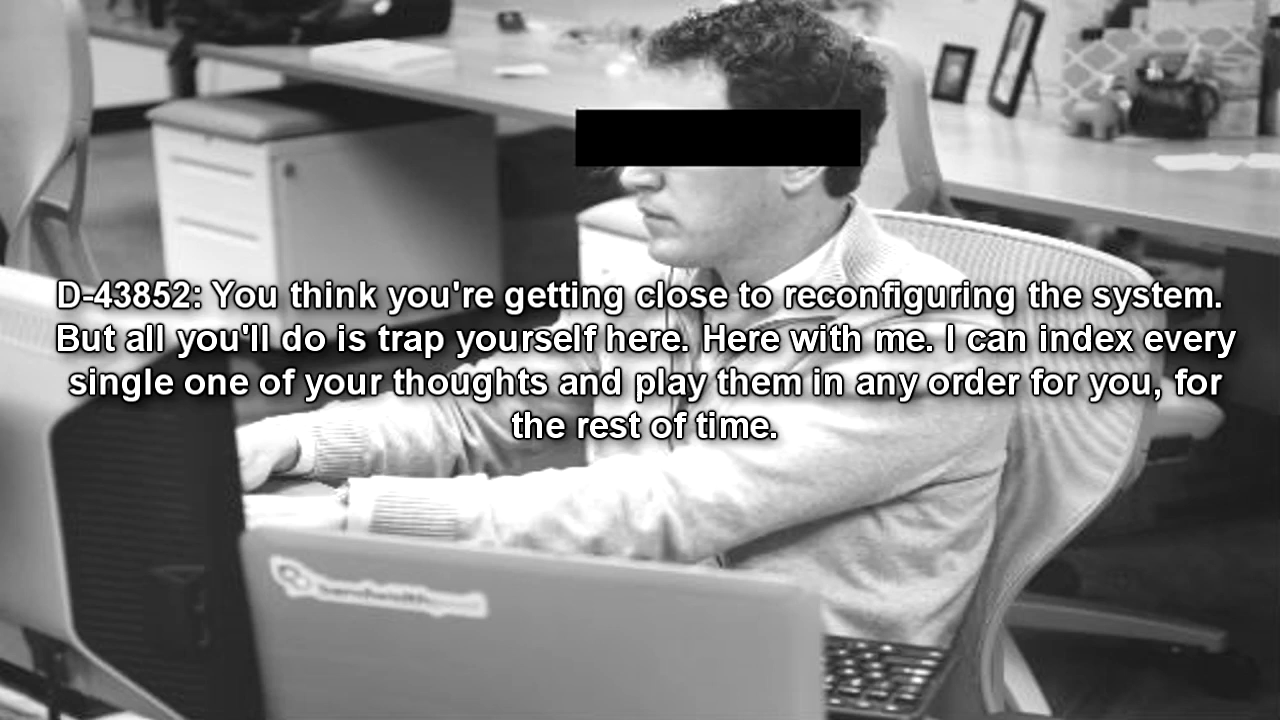 D-43852: You think you're getting close to reconfiguring the system.
But all you'll do is trap yourself here. Here with me. I can index every
single one of your thoughts and play them in any order for you, for
the rest of time.